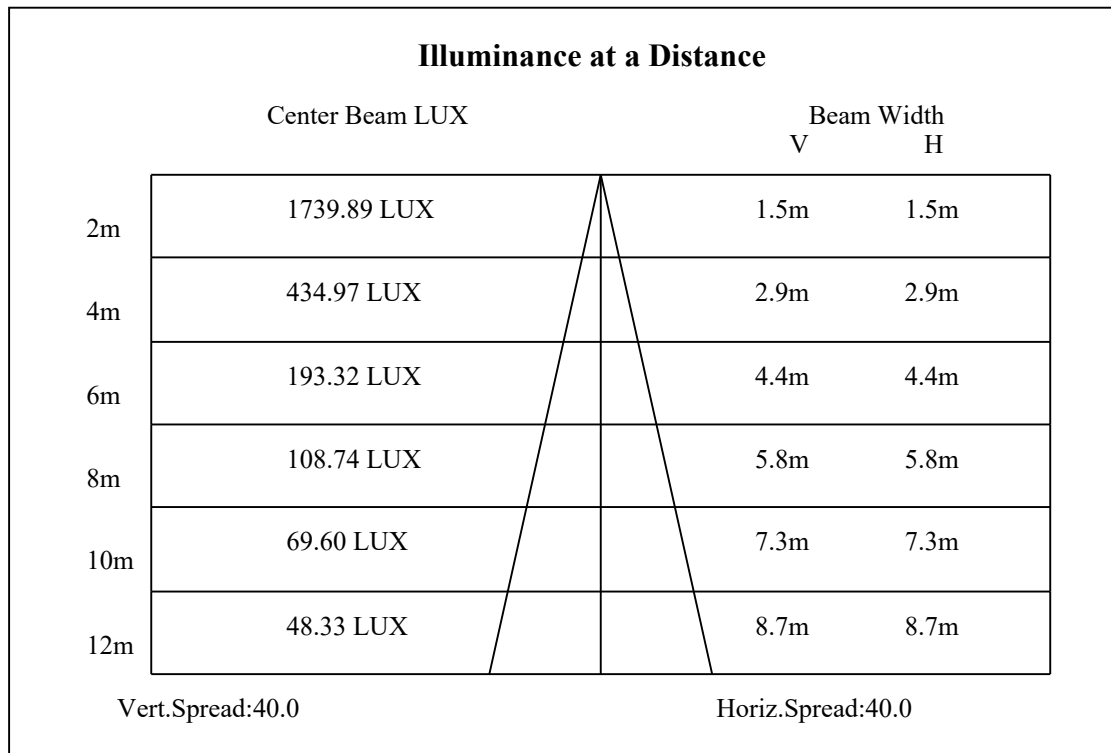 Illuminance at a Distance
Center Beam LUX Beam Width
V H
2m 1739.89 LUX 1.5m 1.5m
4m 434.97 LUX 2.9m 2.9m
6m 193.32 LUX 4.4m 4.4m
8m 108.74 LUX 5.8m 5.8m
10m 69.60 LUX 7.3m 7.3m
12m 48.33 LUX 8.7m 8.7m
Vert.Spread:40.0 Horiz.Spread:40.0